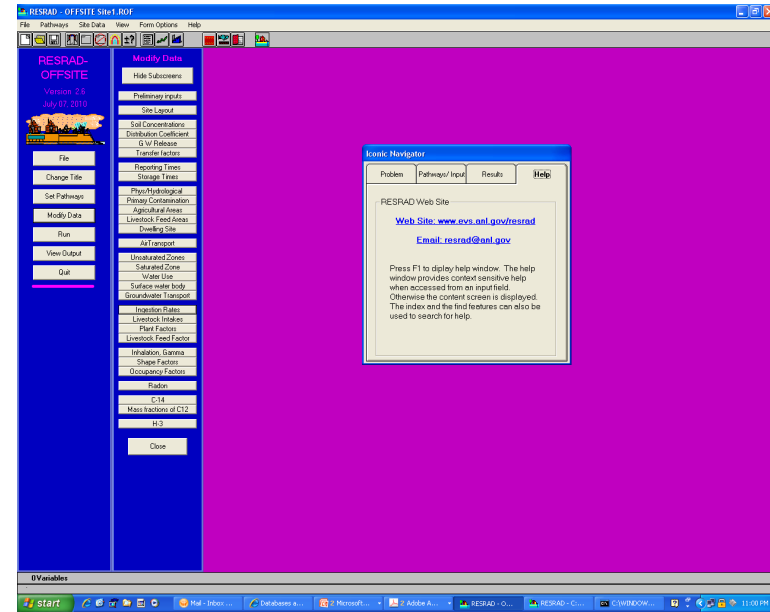 RESRAD - OFFSITE Site1.ROF
File Pathways Site Data View Form Options Help
RESRAD-
OFFSITE
Version 2.6
July 07, 2010
File
Change Title
Set Pathways
Modify Data
Run
View Output
Quit
Modify Data
Hide Subscreens
Preliminary inputs
Site Layout
Soil Concentrations
Distribution Coefficient
G W Release
Transfer factors
Reporting Times
Storage Times
Phys/Hydrological
Primary Contamination
Agricultural Areas
Livestock Feed Areas
Dwelling Site
AirTransport
Unsaturated Zones
Saturated Zone
Water Use
Surface water body
Groundwater Transport
Ingestion Rates
Livestock Intakes
Plant Factors
Livestock Feed Factor
Inhalation, Gamma
Shape Factors
Occupancy Factors
Radon
C-14
Mass fractions of C12
H-3
Close
Iconic Navigator
Problem Pathways/ Input Results Help
RESRAD Web Site
Web Site: www.evs.anl.gov/resrad
Email: resrad@anl.gov
Press F1 to diplay help window. The help
window provides context sensitive help
when accessed from an input field.
Otherwise the content screen is displayed.
The index and the find features can also be
used to search for help.
0Variables
start Mail - Inbox ... Databases a... 2 Microsoft... 2 Adobe A... RESRAD - O... RESRAD - C:... C:\WINDOW... 11:00 PM